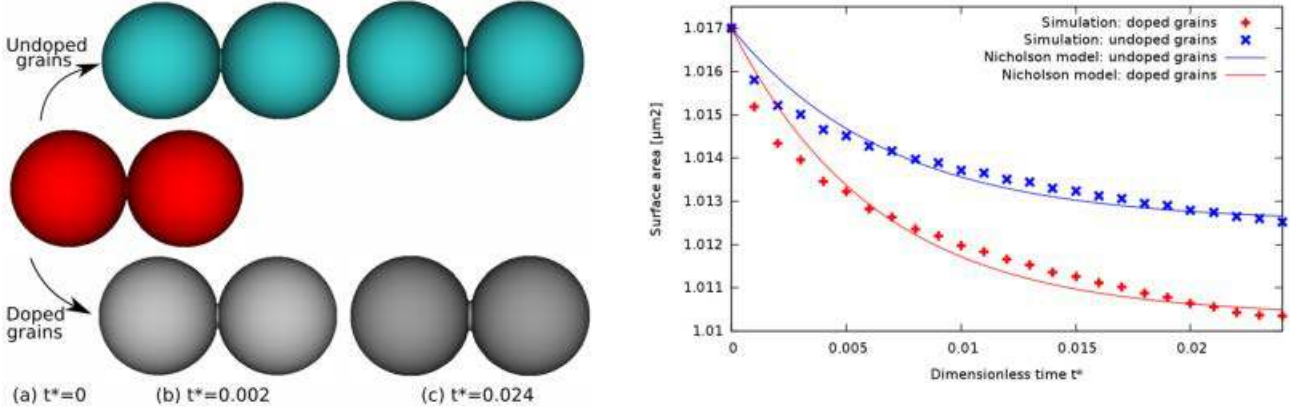 Undoped
grains
Doped
grains
(a) t*=0
(b) t*=0.002
(c) t*=0.024
Simulation: doped grains
Simulation: undoped grains
Nicholson model: undoped grains
Nicholson model: doped grains
Surface area [µm2]
1.017
1.016
1.015
1.014
1.013
1.012
1.011
1.01
0
0.005
0.01
0.015
0.02
Dimensionless time t*